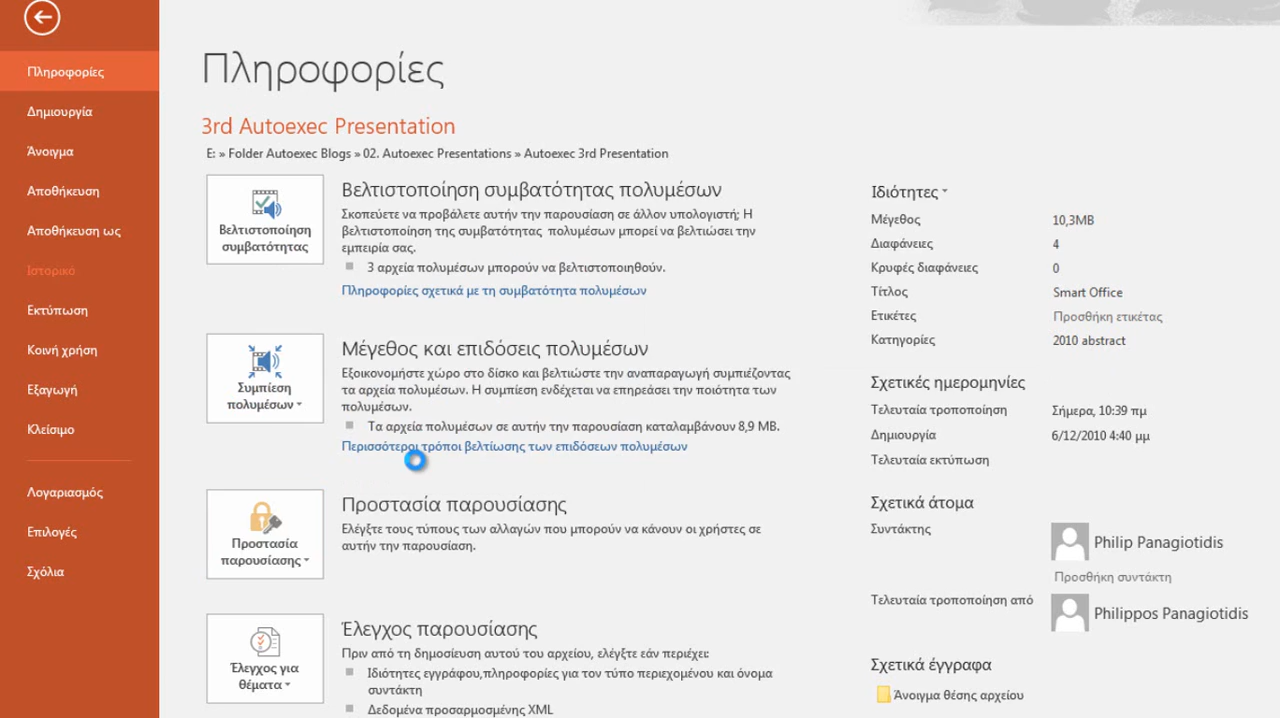 Πληροφορίες
Δημιουργία
Άνοιγμα
Αποθήκευση
Αποθήκευση ως
Ιστορικό
Εκτύπωση
Κοινή χρήση
Εξαγωγή
Κλείσιμο
Λογαριασμός
Επιλογές
Σχόλια
Πληροφορίες
3rd Autoexec Presentation
E: » Folder Autoexec Blogs » 02. Autoexec Presentations » Autoexec 3rd Presentation
Βελτιστοποίηση
συμβατότητας
Βελτιστοποίηση συμβατότητας πολυμέσων
Σκοπεύετε να προβάλετε αυτήν την παρουσίαση σε άλλον υπολογιστή; Η
βελτιστοποίηση της συμβατότητας πολυμέσων μπορεί να βελτιώσει την
εμπειρία σας.
3 αρχεία πολυμέσων μπορούν να βελτιστοποιηθούν.
Πληροφορίες σχετικά με τη συμβατότητα πολυμέσων
Συμπίεση
πολυμέσων
Μέγεθος και επιδόσεις πολυμέσων
Εξοικονομήστε χώρο στο δίσκο και βελτιώστε την αναπαραγωγή συμπιέζοντας
τα αρχεία πολυμέσων. Η συμπίεση ενδέχεται να επηρεάσει την ποιότητα των
πολυμέσων.
Τα αρχεία πολυμέσων σε αυτήν την παρουσίαση καταλαμβάνουν 8,9 MB.
Περισσότεροι τρόποι βελτίωσης των επιδόσεων πολυμέσων
Προστασία
παρουσίασης
Προστασία παρουσίασης
Ελέγξτε τους τύπους των αλλαγών που μπορούν να κάνουν οι χρήστες σε
αυτήν την παρουσίαση.
Έλεγχος για
θέματα
Έλεγχος παρουσίασης
Πριν από τη δημοσίευση αυτού του αρχείου, ελέγξτε εάν περιέχει:
Ιδιότητες εγγράφου,πληροφορίες για τον τύπο περιεχομένου και όνομα
συντάκτη
Δεδομένα προσαρμοσμένης XML
Ιδιότητες
Μέγεθος 10,3MB
Διαφάνειες 4
Κρυφές διαφάνειες 0
Τίτλος Smart Office
Ετικέτες Προσθήκη ετικέτας
Κατηγορίες 2010 abstract
Σχετικές ημερομηνίες
Τελευταία τροποποίηση Σήμερα, 10:39 πμ
Δημιουργία 6/12/2010 4:40 μμ
Τελευταία εκτύπωση
Σχετικά άτομα
Συντάκτης
Philip Panagiotidis
Προσθήκη συντάκτη
Τελευταία τροποποίηση από
Philippos Panagiotidis
Σχετικά έγγραφα
Άνοιγμα θέσης αρχείου